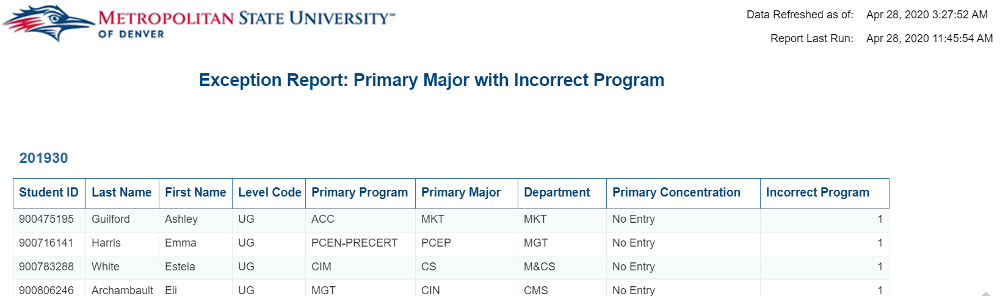 METROPOLITAN STATE UNIVERSITY℠
OF DENVER
Data Refreshed as of: Apr 28, 2020 3:27:52 AM
Report Last Run: Apr 28, 2020 11:45:54 AM
Exception Report: Primary Major with Incorrect Program
201930
Student ID Last Name First Name Level Code Primary Program Primary Major Department Primary Concentration Incorrect Program
900475195 Guilford Ashley UG ACC MKT MKT No Entry 1
900716141 Harris Emma UG PCEN-PRECERT PCEP MGT No Entry 1
900783288 White Estela UG CIM CS M&CS No Entry 1
900806246 Archambault Eli UG MGT CIN CMS No Entry 1